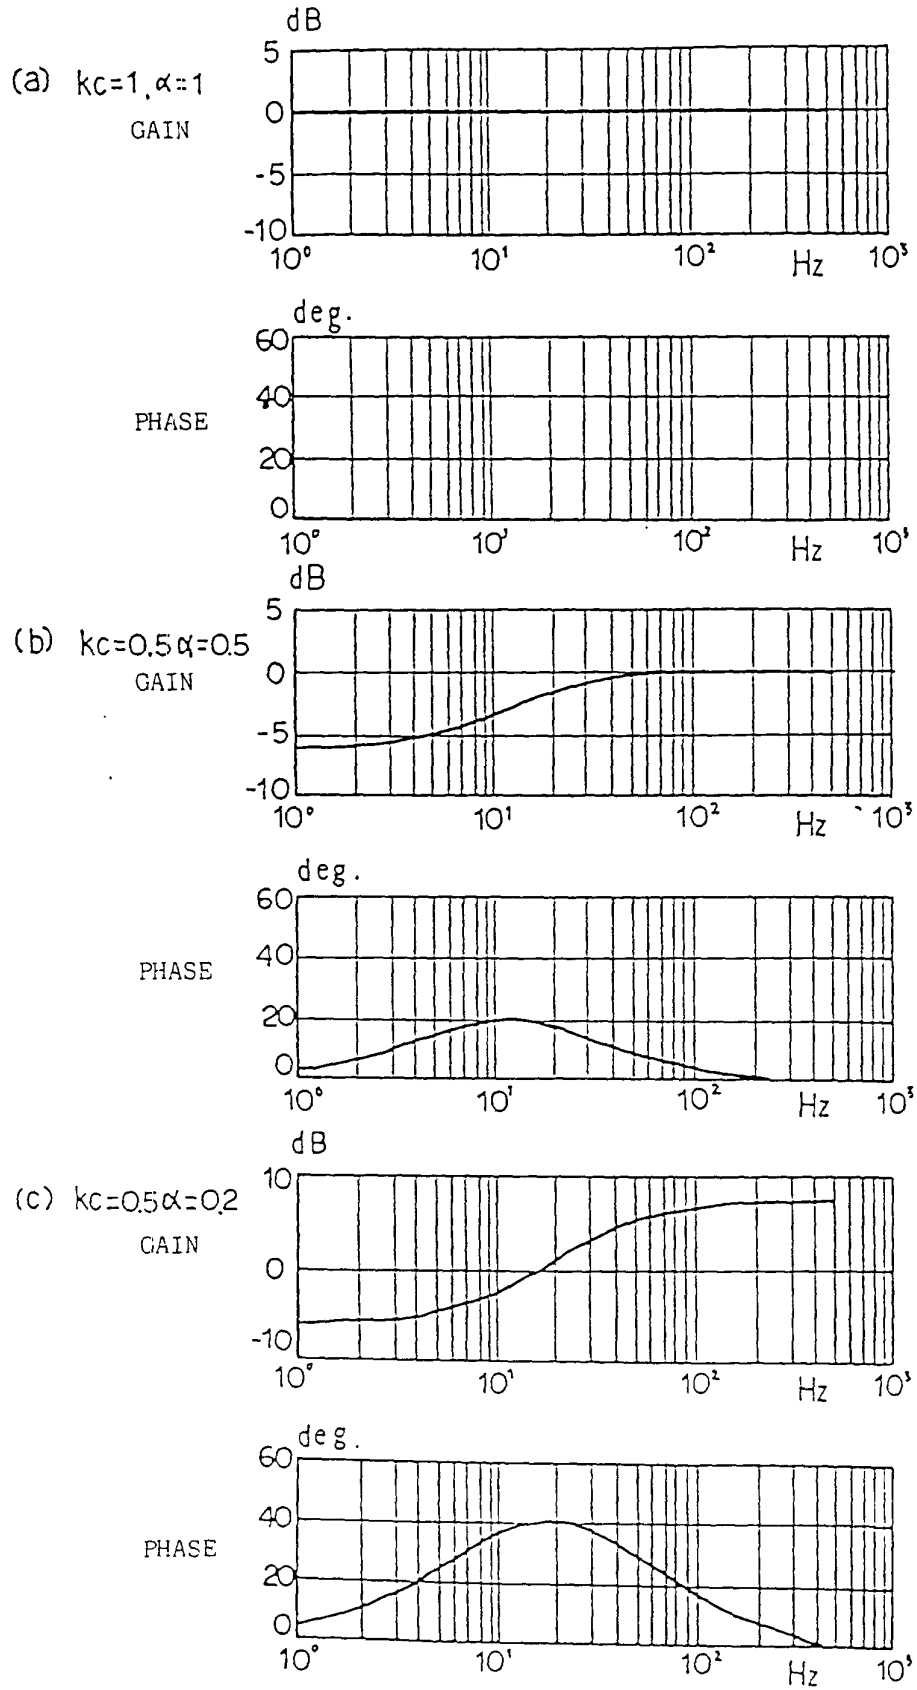 dB
5
(a) kc=1, α=1
GAIN
0
-5
-10
10⁰ 10¹ 10² Hz 10³
deg.
60
40
PHASE
20
0
10⁰ 10¹ 10² Hz 10³
dB
5
(b) kc=0.5 α=0.5
GAIN
0
-5
-10
10⁰ 10¹ 10² Hz 10³
deg.
60
40
PHASE
20
0
10⁰ 10¹ 10² Hz 10³
dB
10
(c) kc=0.5 α=0.2
GAIN
0
-10
10⁰ 10¹ 10² Hz 10³
deg.
60
40
PHASE
20
0
10⁰ 10¹ 10² Hz 10³